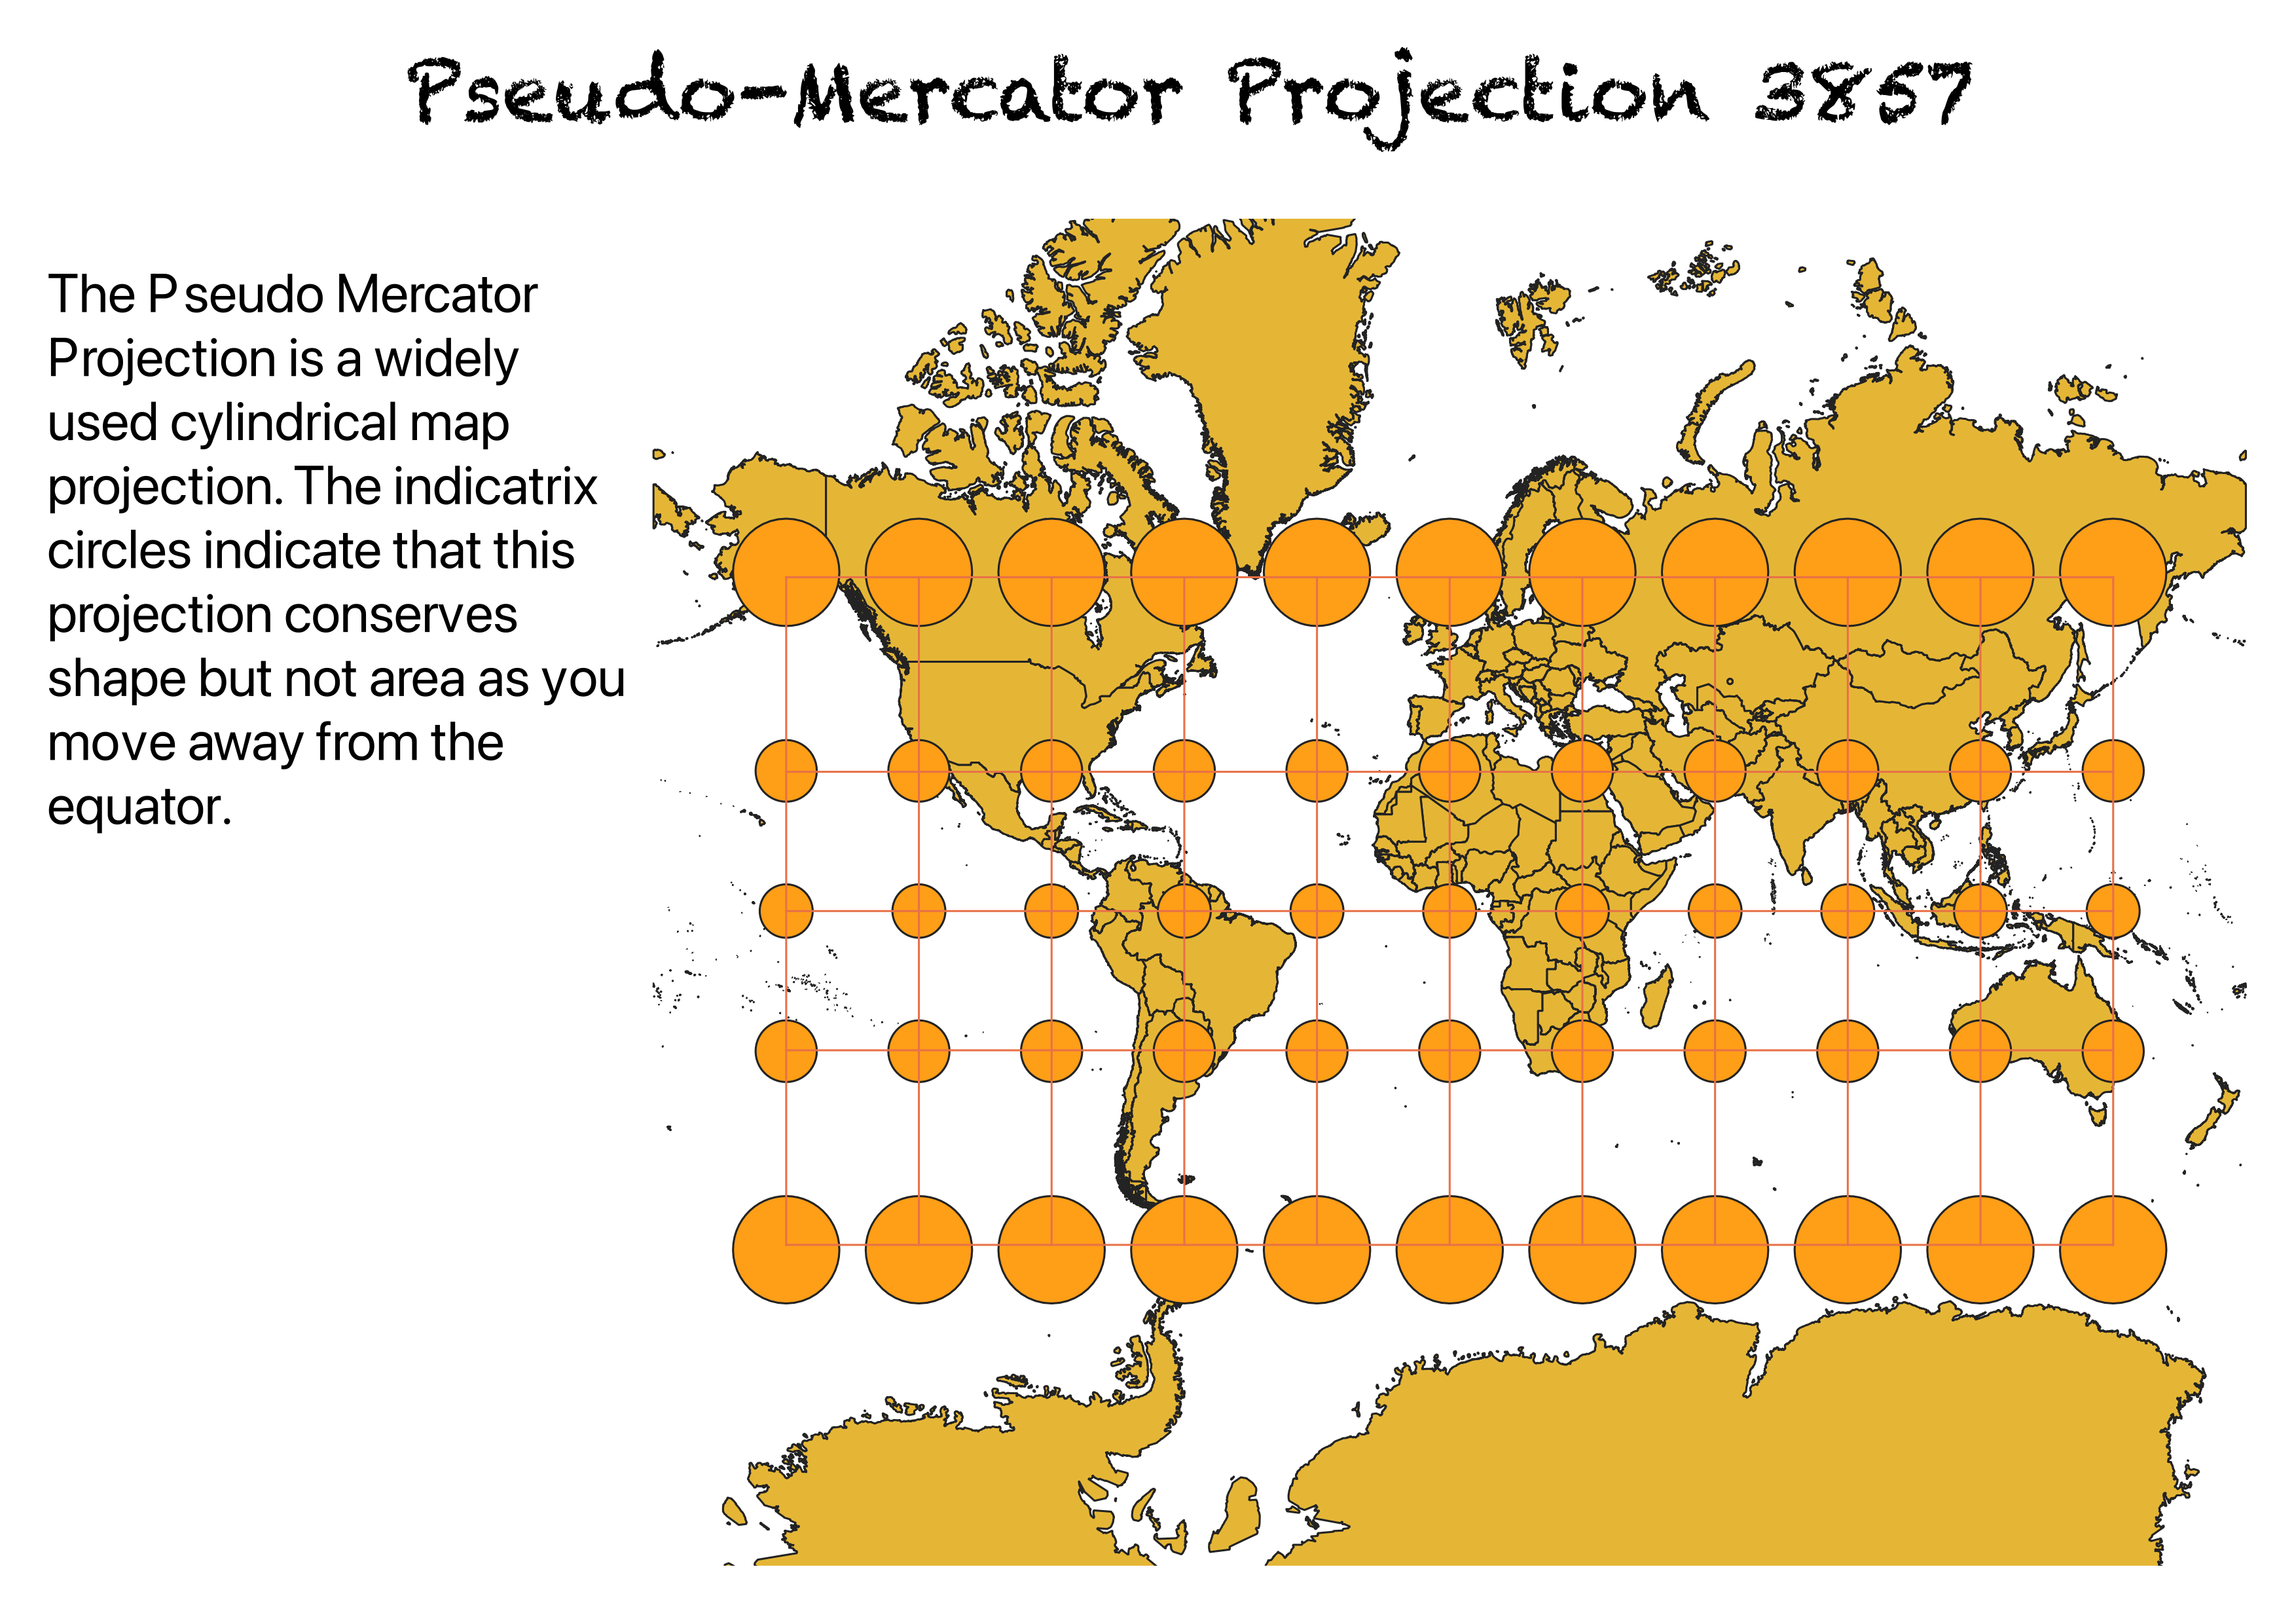 Pseudo-Mercator Projection 3857
The Pseudo Mercator
Projection is a widely
used cylindrical map
projection. The indicatrix
circles indicate that this
projection conserves
shape but not area as you
move away from the
equator.